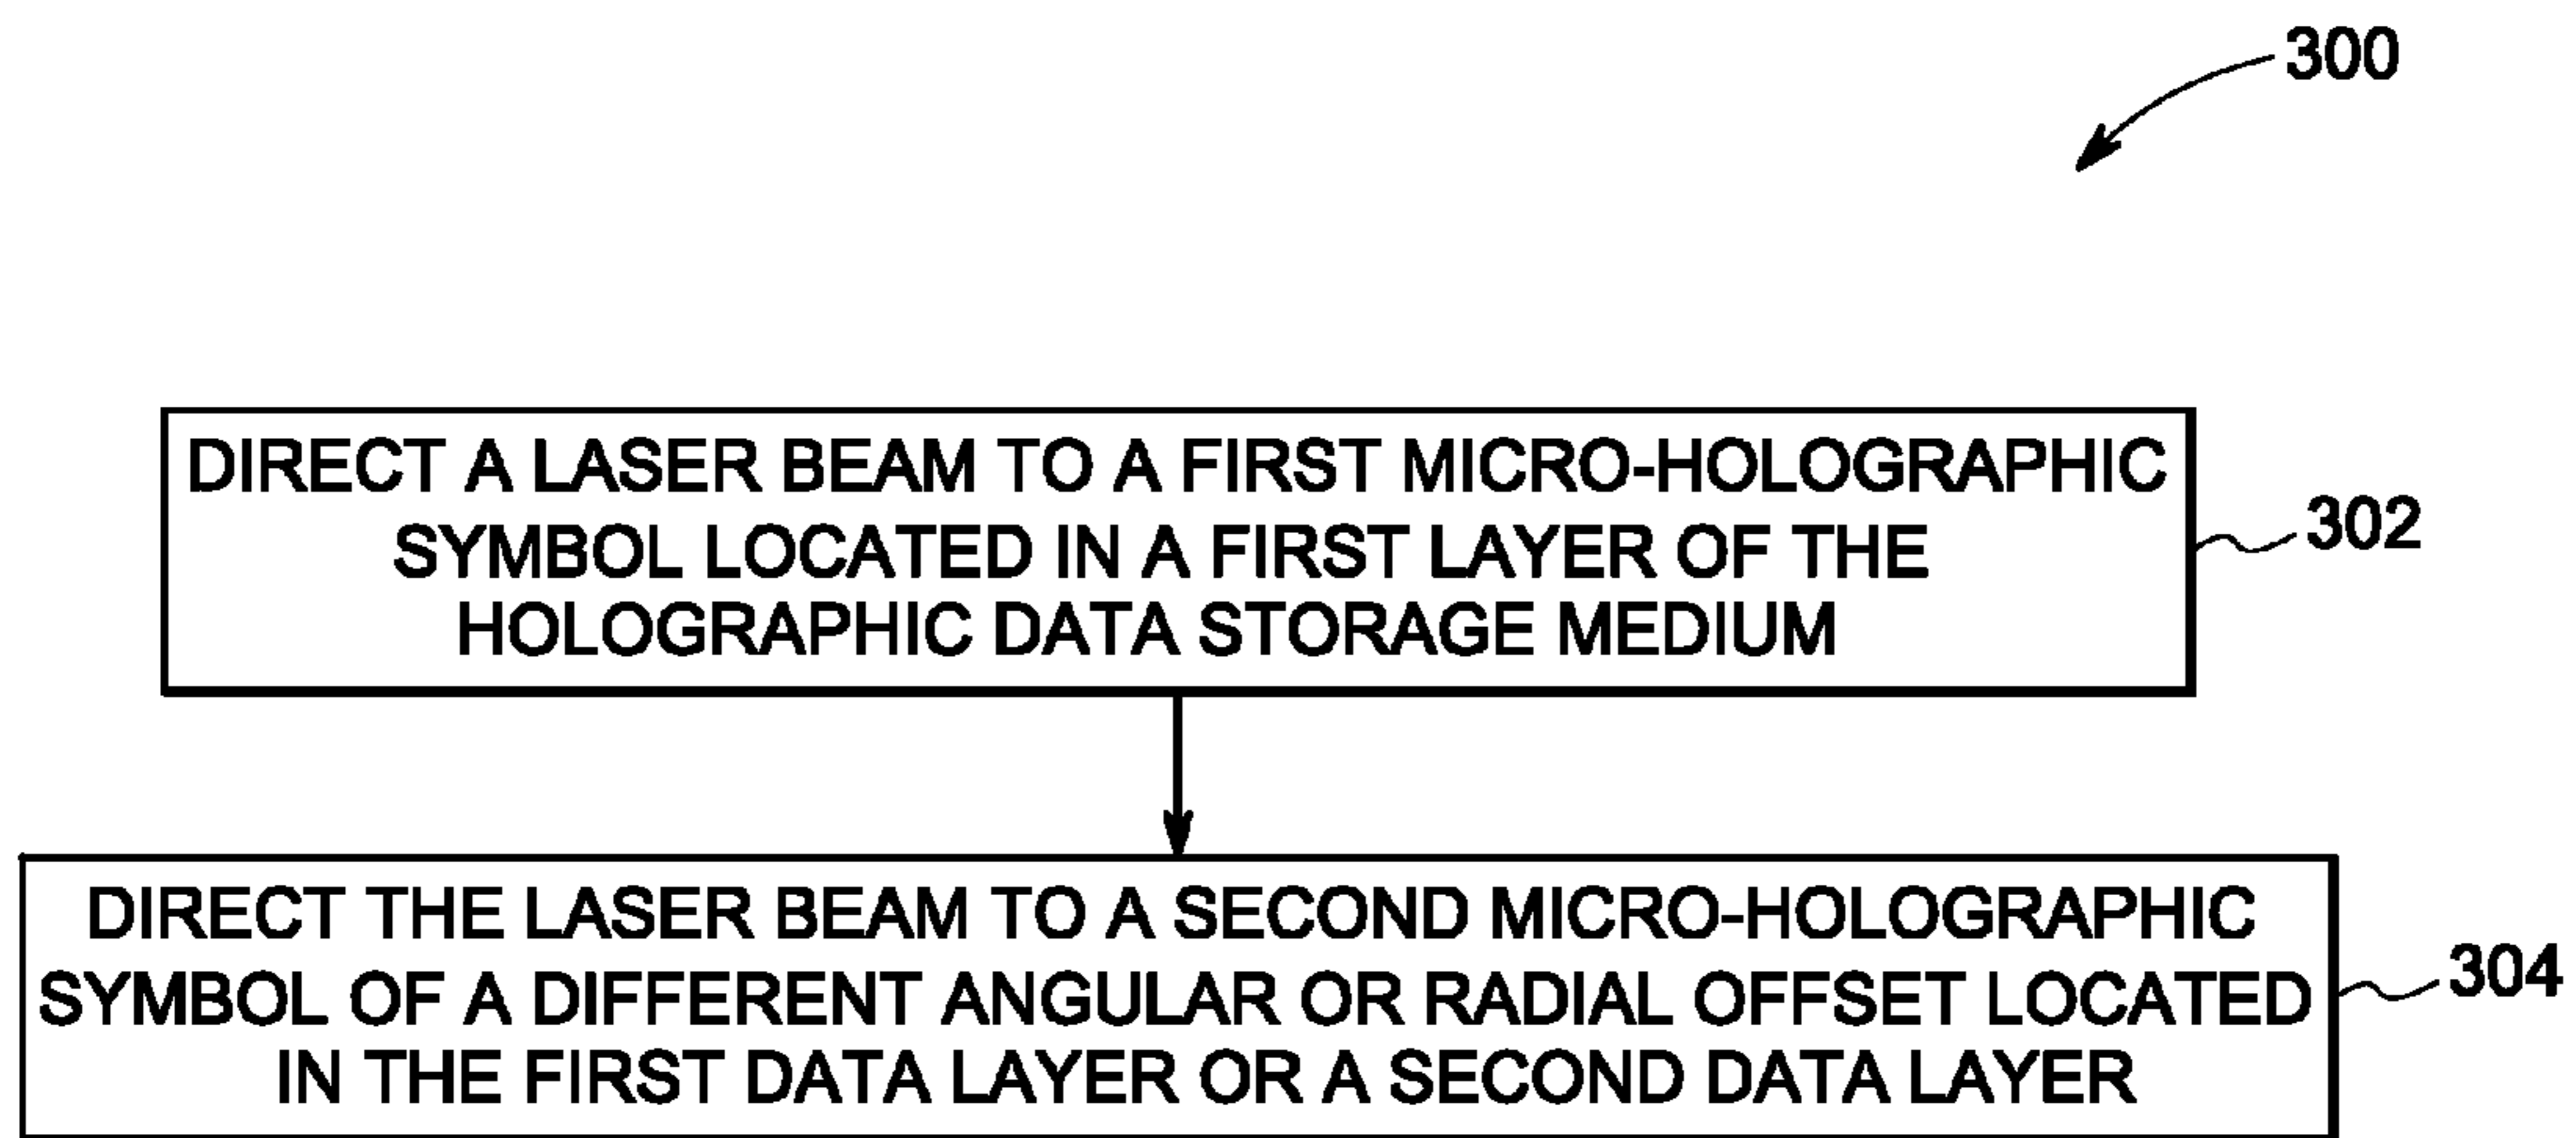 300
DIRECT A LASER BEAM TO A FIRST MICRO-HOLOGRAPHIC
SYMBOL LOCATED IN A FIRST LAYER OF THE
HOLOGRAPHIC DATA STORAGE MEDIUM
302
DIRECT THE LASER BEAM TO A SECOND MICRO-HOLOGRAPHIC
SYMBOL OF A DIFFERENT ANGULAR OR RADIAL OFFSET LOCATED
IN THE FIRST DATA LAYER OR A SECOND DATA LAYER
304